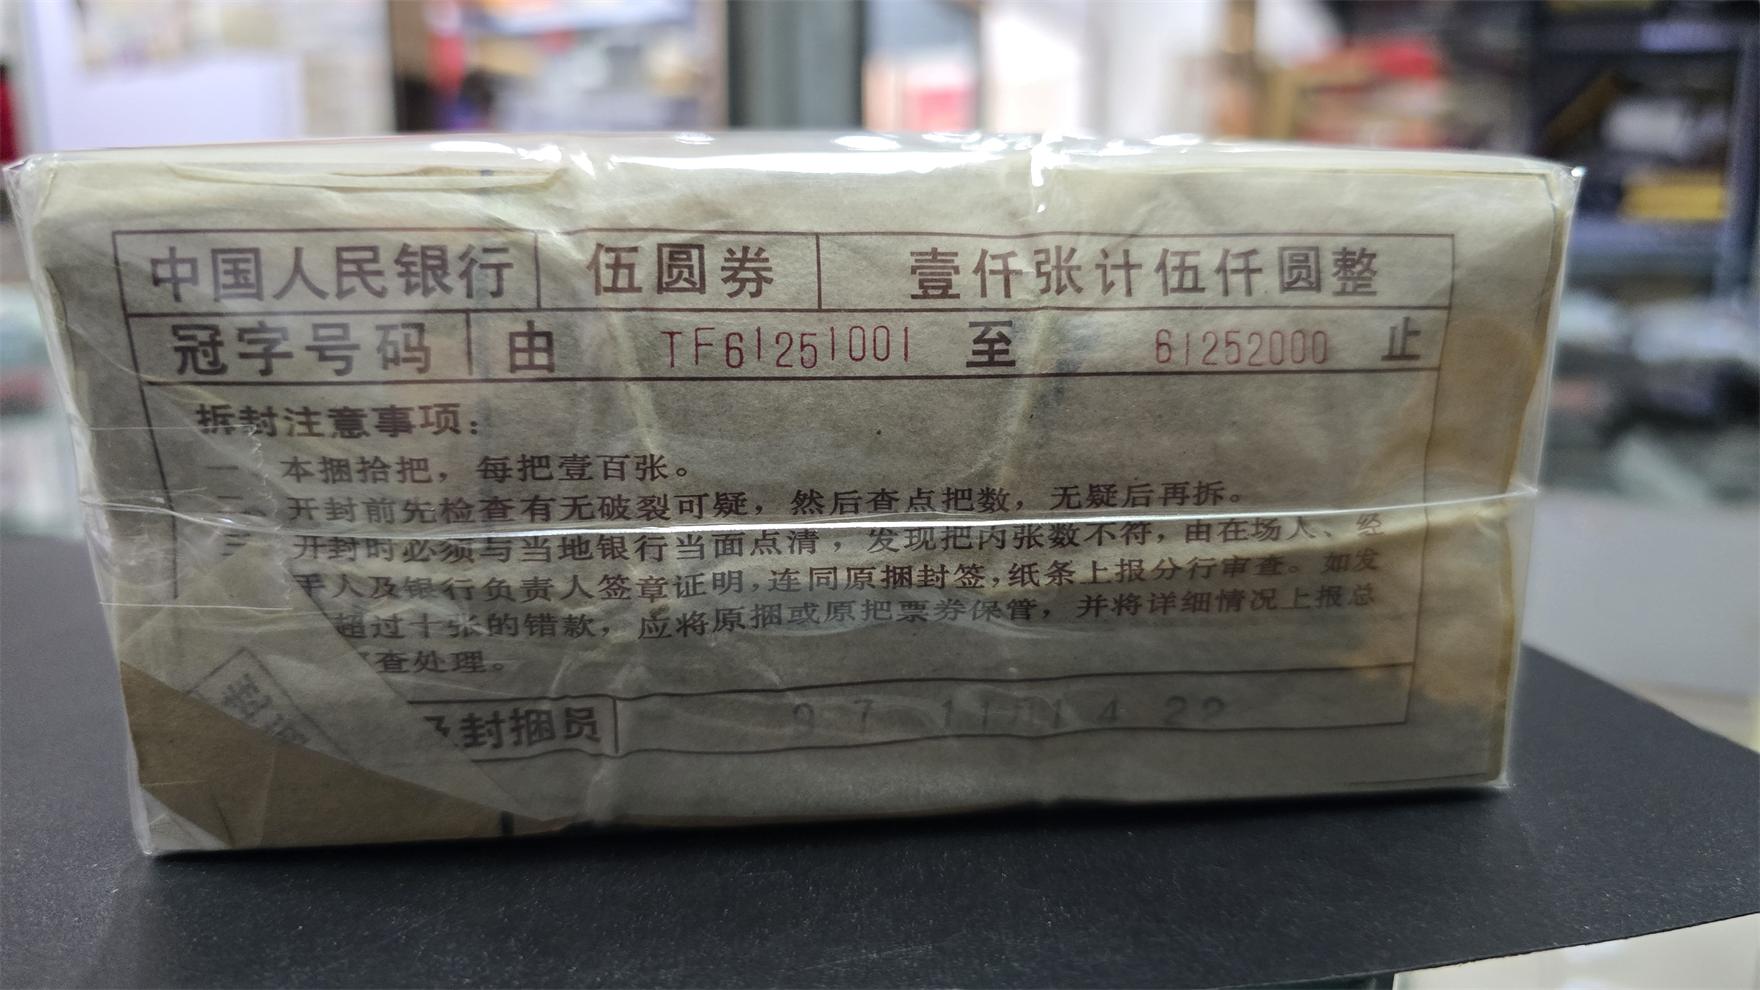 中国人民银行 伍圆券 壹仟张计伍仟圆整
冠字号码 由 TF61251001 至 61252000 止
拆封注意事项：
一 本捆拾把，每把壹百张。
二 开封前先检查有无破裂可疑，然后查点把数，无疑后再拆。
三 开封时必须与当地银行当面点清，发现把内张数不符，由在场人、经
手人及银行负责人签章证明，连同原捆封签，纸条上报分行审查。如发
超过十张的错款，应将原捆或原把票券保管，并将详细情况上报总
查处理。
封捆员 97 11 14 22